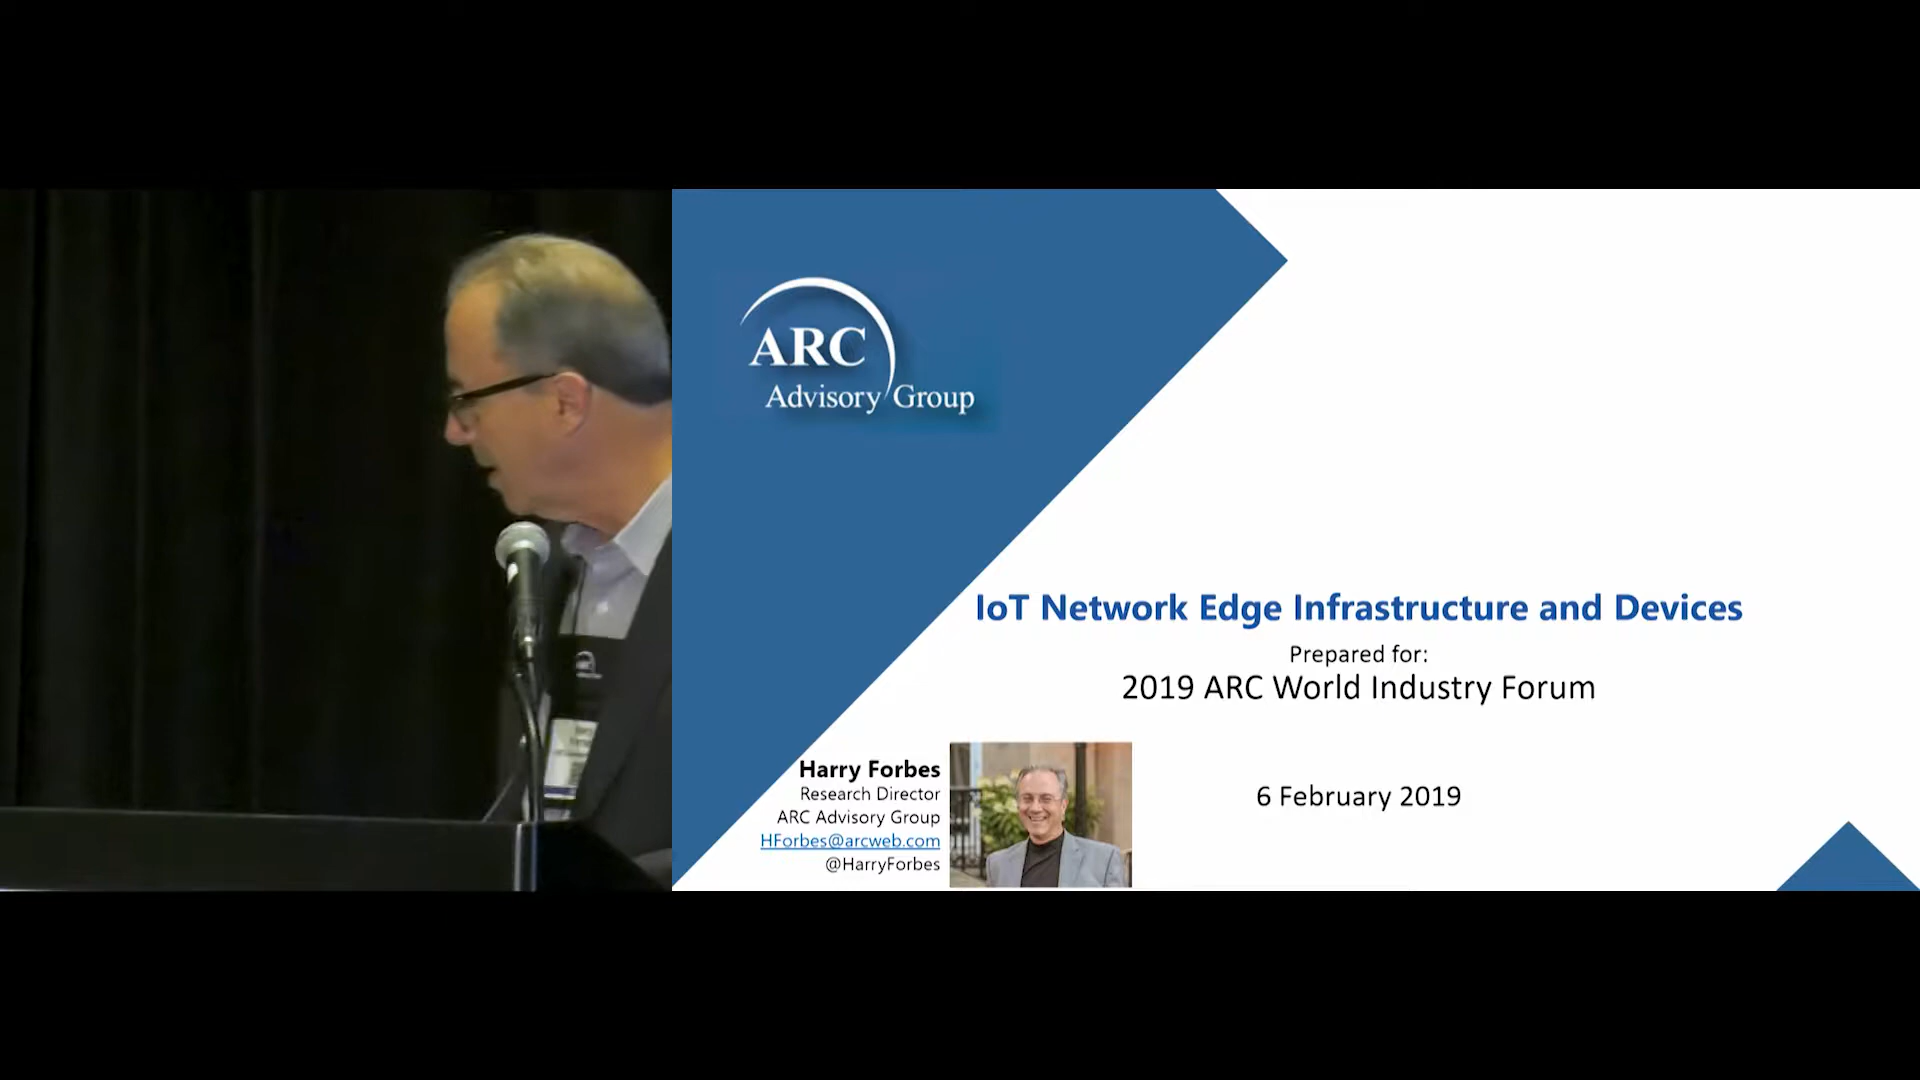 ARC
Advisory Group
IoT Network Edge Infrastructure and Devices
Prepared for:
2019 ARC World Industry Forum
Harry Forbes
Research Director
ARC Advisory Group
HForbes@arcweb.com
@HarryForbes
6 February 2019